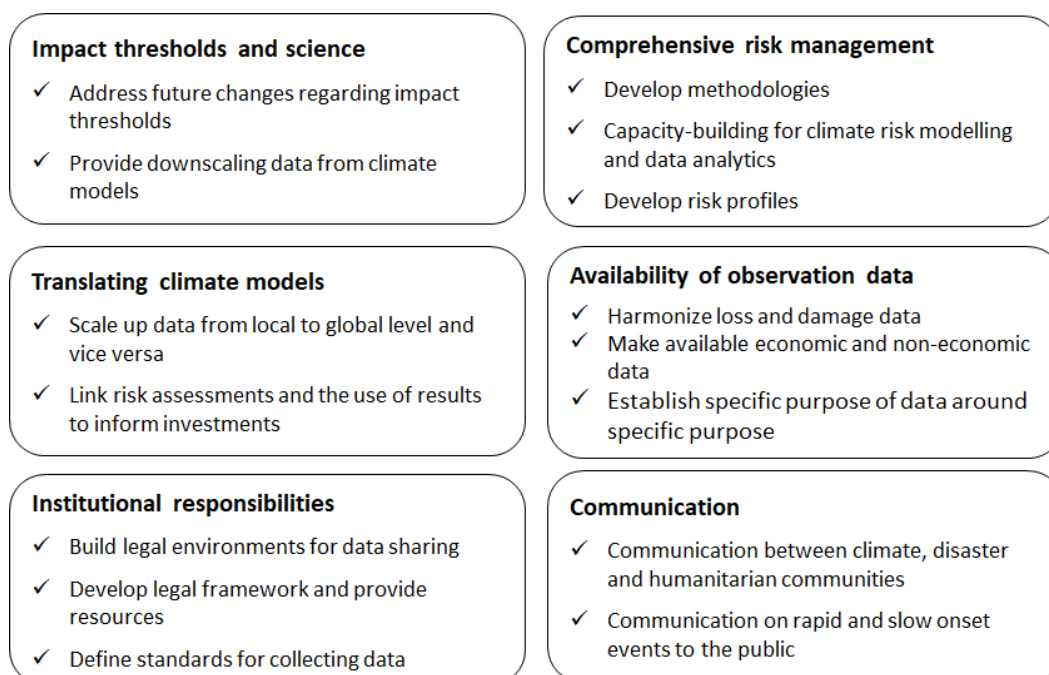 Impact thresholds and science
✓ Address future changes regarding impact
thresholds
✓ Provide downscaling data from climate
models
Comprehensive risk management
✓ Develop methodologies
✓ Capacity-building for climate risk modelling
and data analytics
✓ Develop risk profiles
Translating climate models
✓ Scale up data from local to global level and
vice versa
✓ Link risk assessments and the use of results
to inform investments
Availability of observation data
✓ Harmonize loss and damage data
✓ Make available economic and non-economic
data
✓ Establish specific purpose of data around
specific purpose
Institutional responsibilities
✓ Build legal environments for data sharing
✓ Develop legal framework and provide
resources
✓ Define standards for collecting data
Communication
✓ Communication between climate, disaster
and humanitarian communities
✓ Communication on rapid and slow onset
events to the public